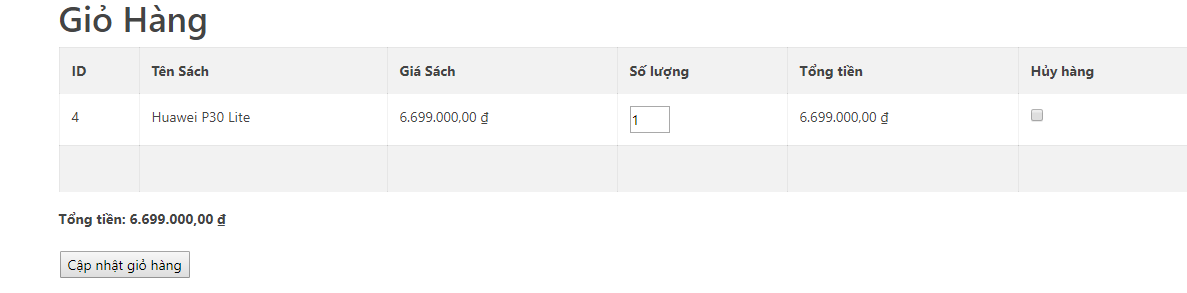 Giỏ Hàng
ID Tên Sách Giá Sách Số lượng Tổng tiền Hủy hàng
4 Huawei P30 Lite 6.699.000,00 ₫ 1 6.699.000,00 ₫
Tổng tiền: 6.699.000,00 ₫
Cập nhật giỏ hàng